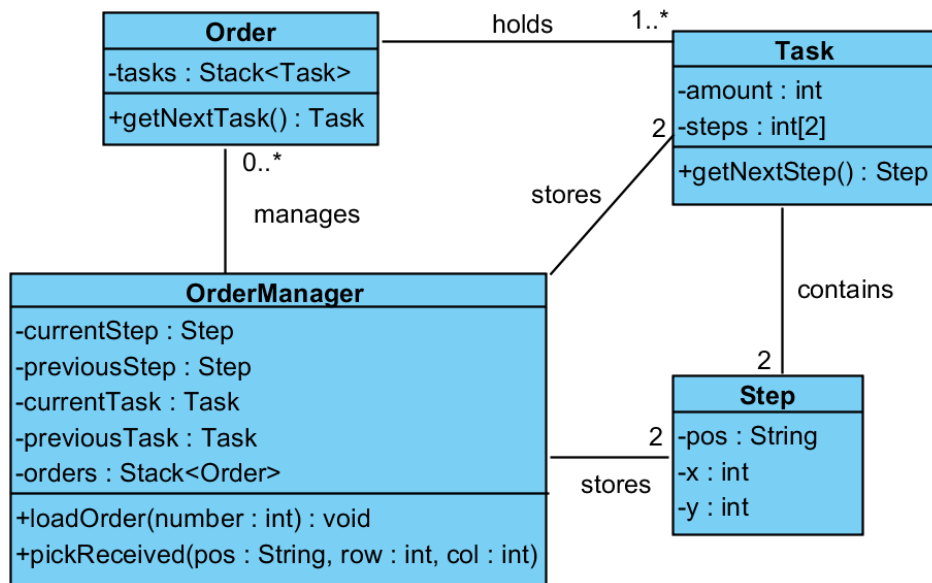 Order
-tasks : Stack<Task>
+getNextTask() : Task
holds
1..*
Task
-amount : int
-steps : int[2]
+getNextStep() : Step
0..*
manages
2
stores
contains
2
OrderManager
-currentStep : Step
-previousStep : Step
-currentTask : Task
-previousTask : Task
-orders : Stack<Order>
+loadOrder(number : int) : void
+pickReceived(pos : String, row : int, col : int)
2
stores
Step
-pos : String
-x : int
-y : int